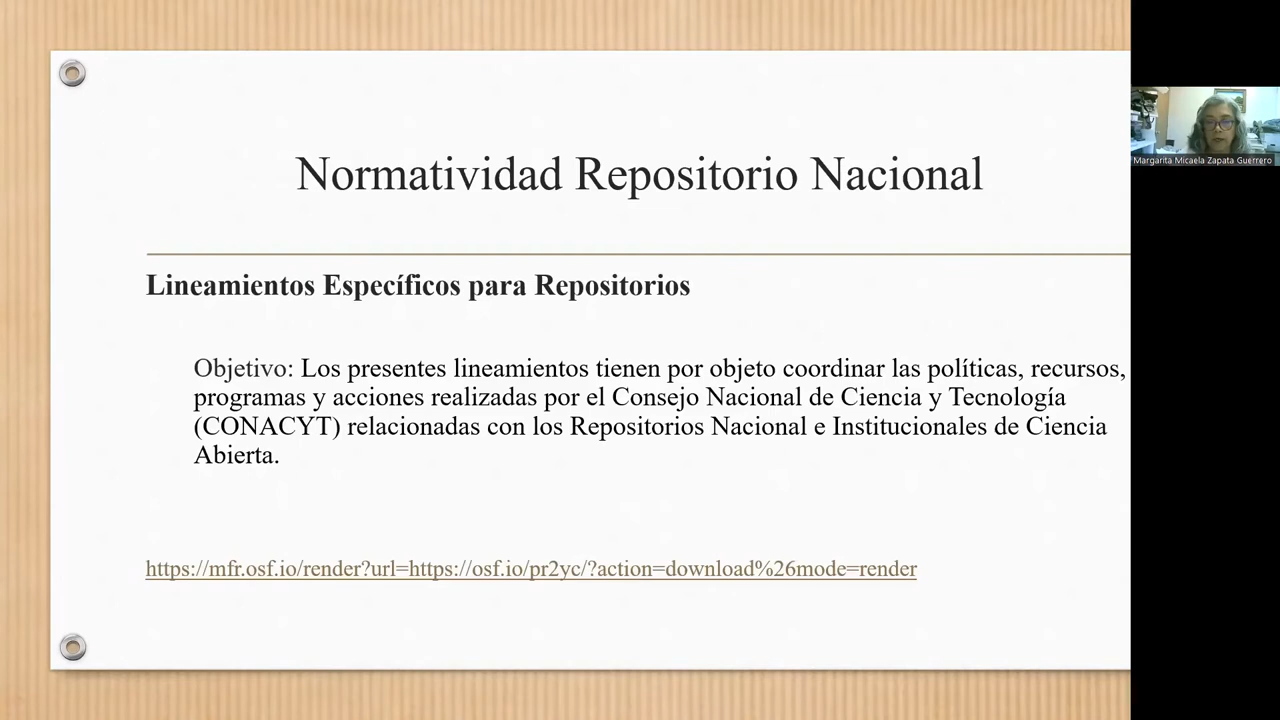 Normatividad Repositorio Nacional
Margarita Micaela Zapata Guerrero
Lineamientos Específicos para Repositorios
Objetivo: Los presentes lineamientos tienen por objeto coordinar las políticas, recursos,
programas y acciones realizadas por el Consejo Nacional de Ciencia y Tecnología
(CONACYT) relacionadas con los Repositorios Nacional e Institucionales de Ciencia
Abierta.
https://mfr.osf.io/render?url=https://osf.io/pr2yc/?action=download%26mode=render